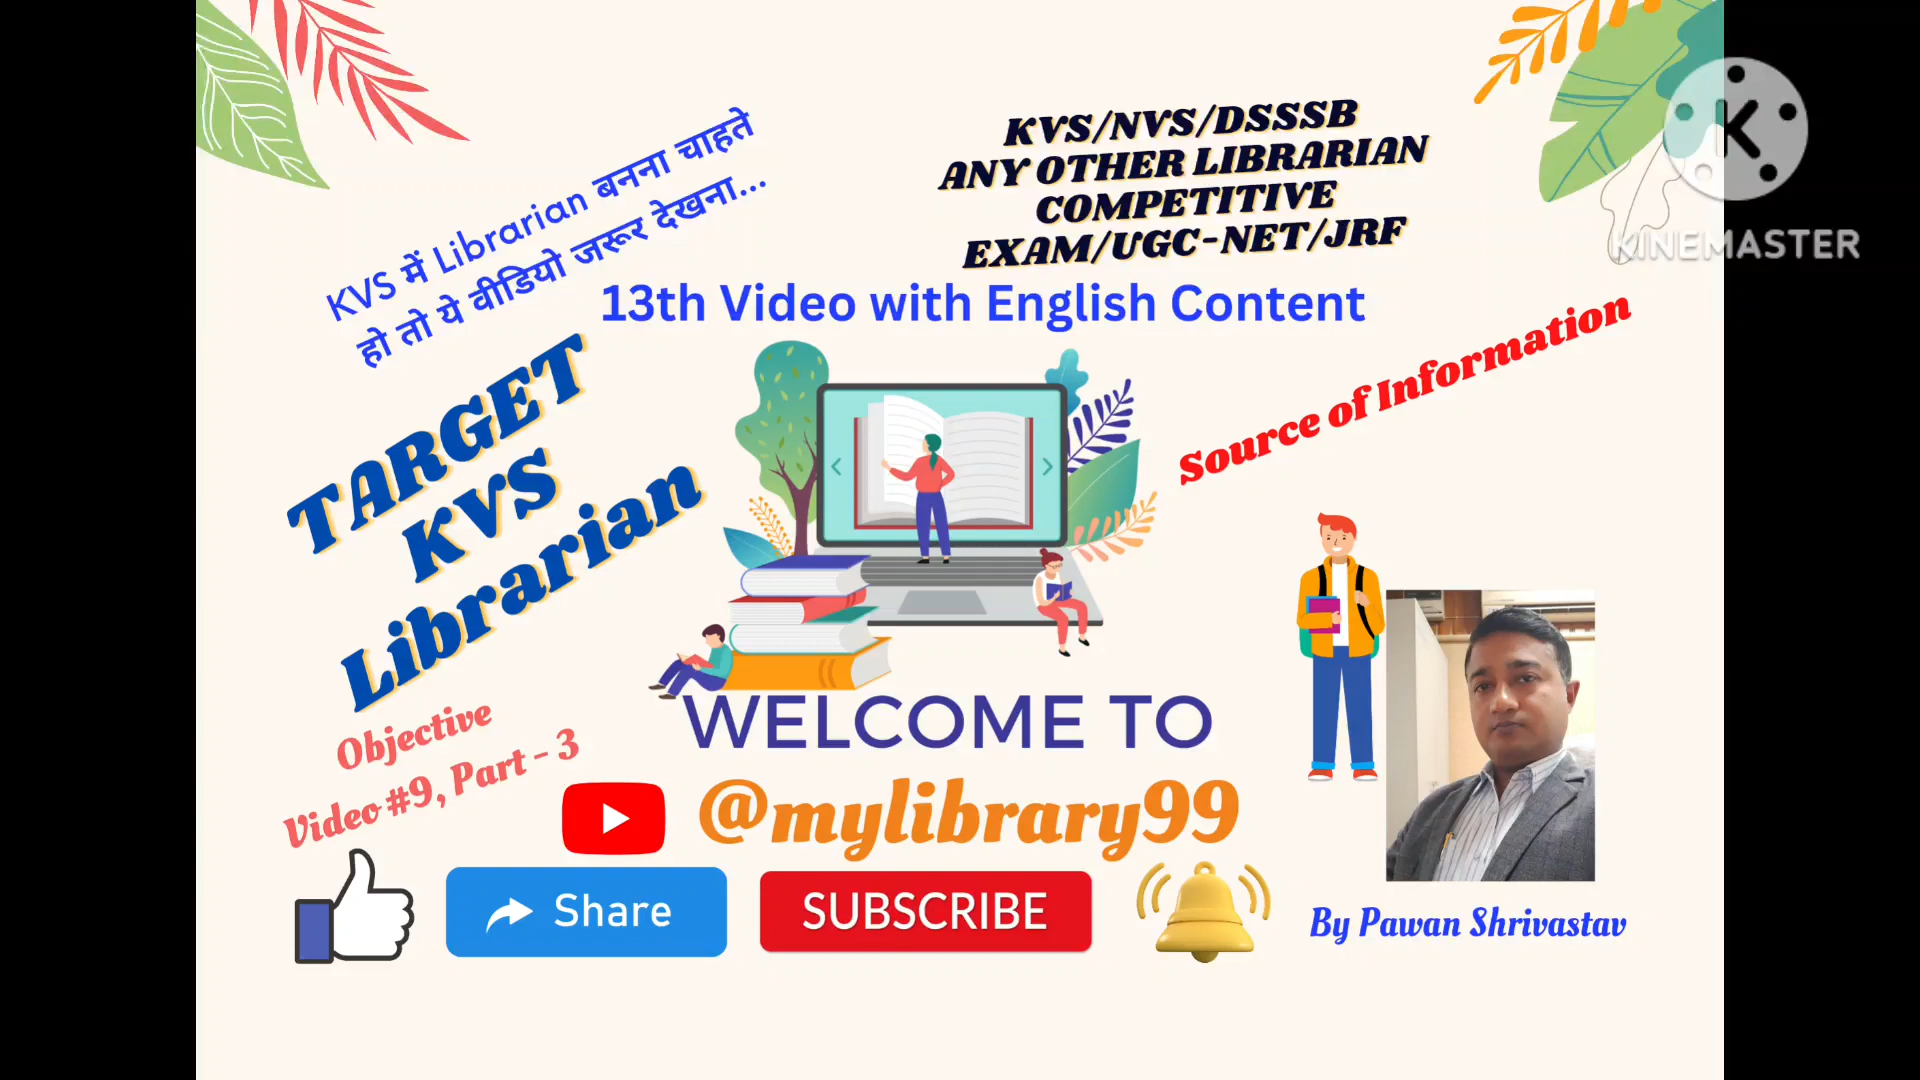 KVS में Librarian बनना चाहते
हो तो ये वीडियो जरूर देखना...
KVS/NVS/DSSSB
ANY OTHER LIBRARIAN
COMPETITIVE
EXAM/UGC-NET/JRF
KINEMASTER
13th Video with English Content
TARGET
KVS
Librarian
Source of Information
Objective
Video #9, Part - 3
WELCOME TO
@mylibrary99
Share
SUBSCRIBE
By Pawan Shrivastav